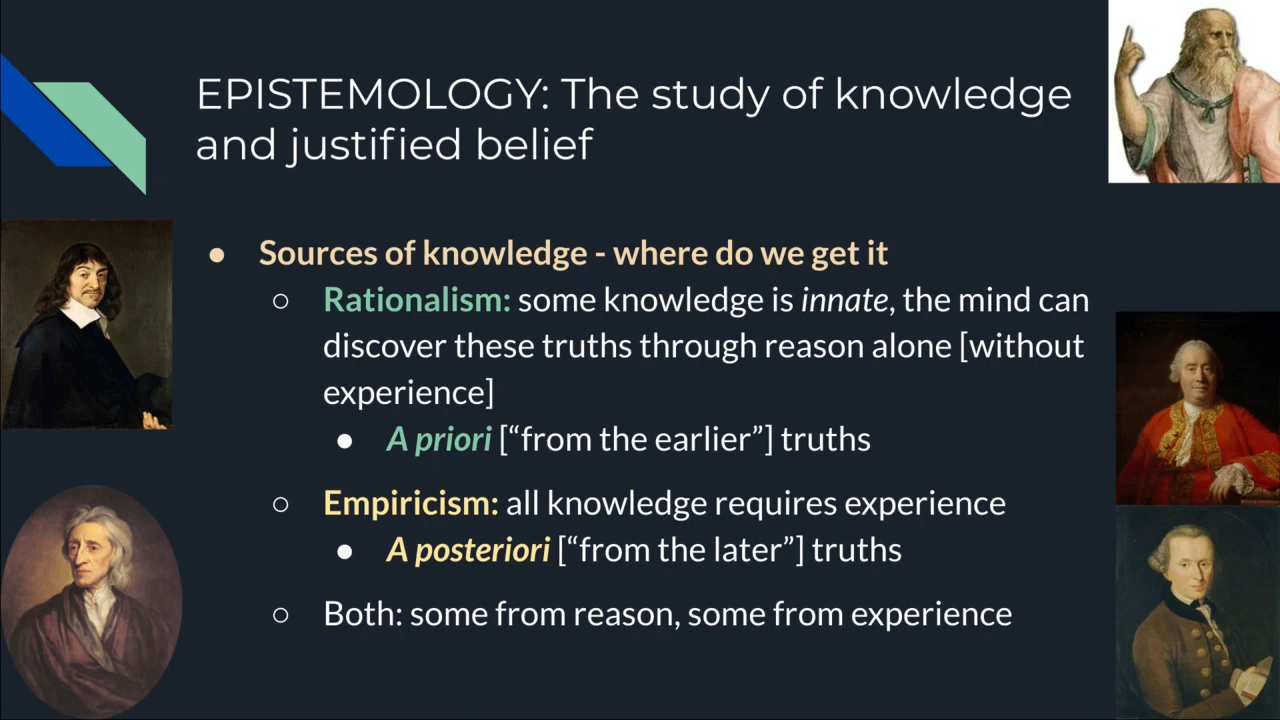 EPISTEMOLOGY: The study of knowledge
and justified belief
● Sources of knowledge - where do we get it
○ Rationalism: some knowledge is innate, the mind can
discover these truths through reason alone [without
experience]
● A priori [“from the earlier”] truths
○ Empiricism: all knowledge requires experience
● A posteriori [“from the later”] truths
○ Both: some from reason, some from experience